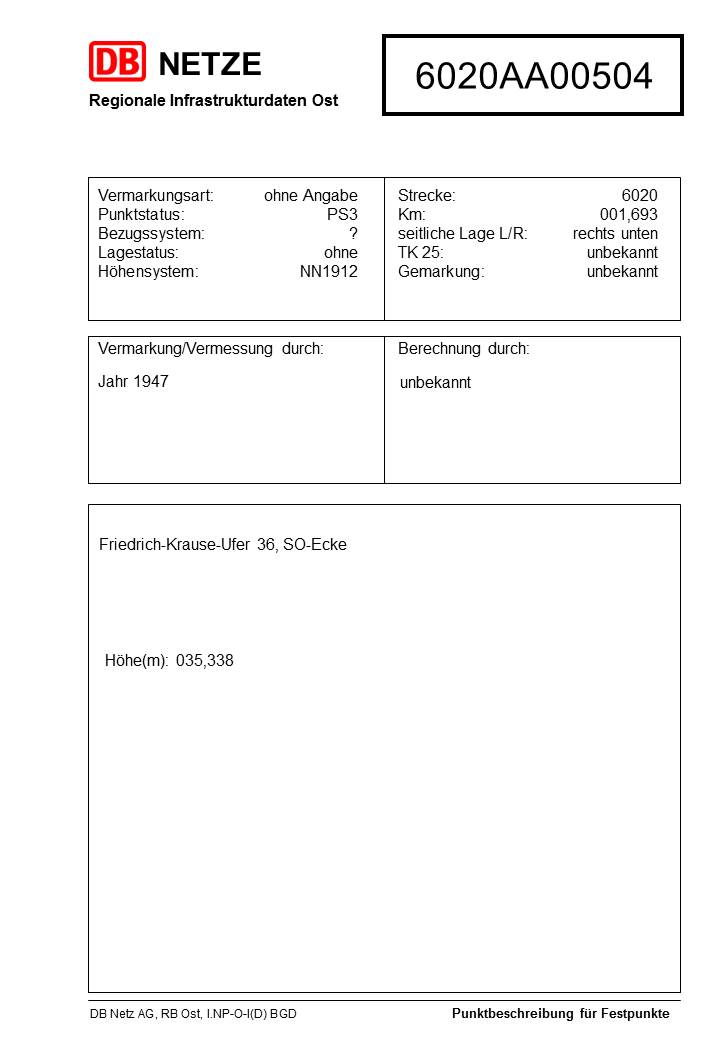 DB NETZE
Regionale Infrastrukturdaten Ost
6020AA00504
Vermarkungsart: ohne Angabe
Punktstatus: PS3
Bezugssystem: ?
Lagestatus: ohne
Höhensystem: NN1912
Strecke: 6020
Km: 001,693
seitliche Lage L/R: rechts unten
TK 25: unbekannt
Gemarkung: unbekannt
Vermarkung/Vermessung durch:
Jahr 1947
Berechnung durch:
unbekannt
Friedrich-Krause-Ufer 36, SO-Ecke
Höhe(m): 035,338
DB Netz AG, RB Ost, I.NP-O-I(D) BGD
Punktbeschreibung für Festpunkte